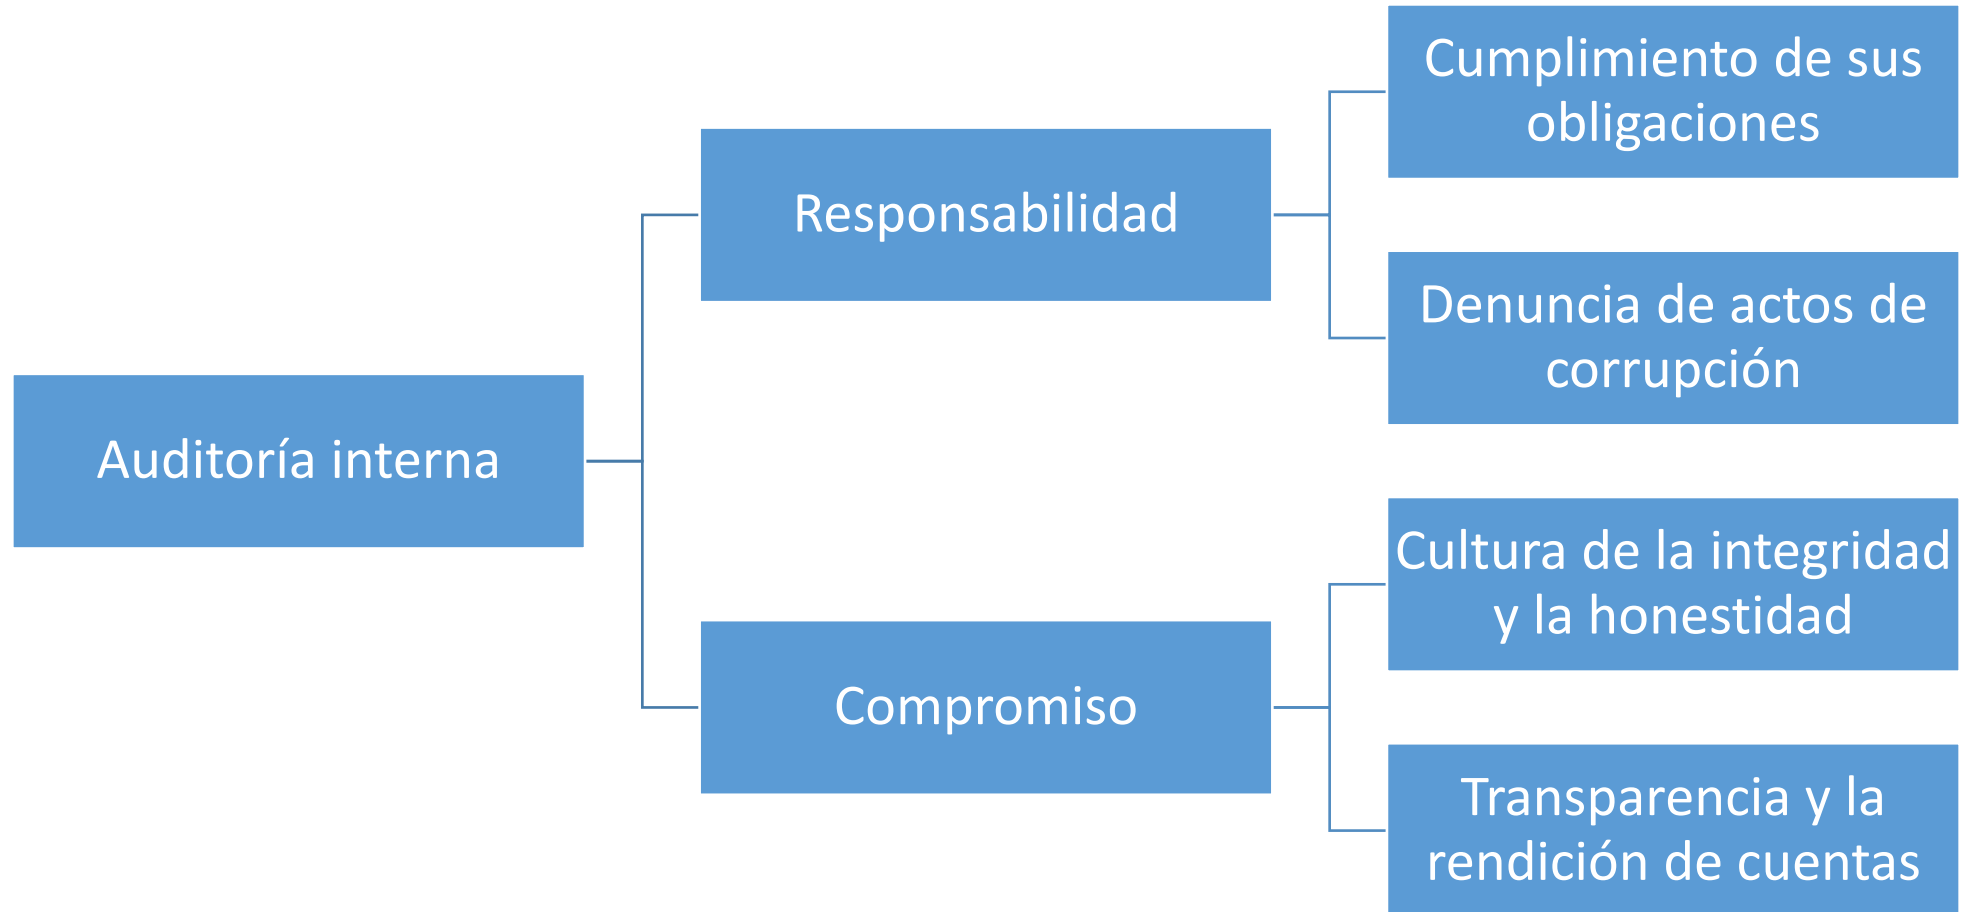 Auditoría interna
Responsabilidad
Cumplimiento de sus
obligaciones
Denuncia de actos de
corrupción
Compromiso
Cultura de la integridad
y la honestidad
Transparencia y la
rendición de cuentas